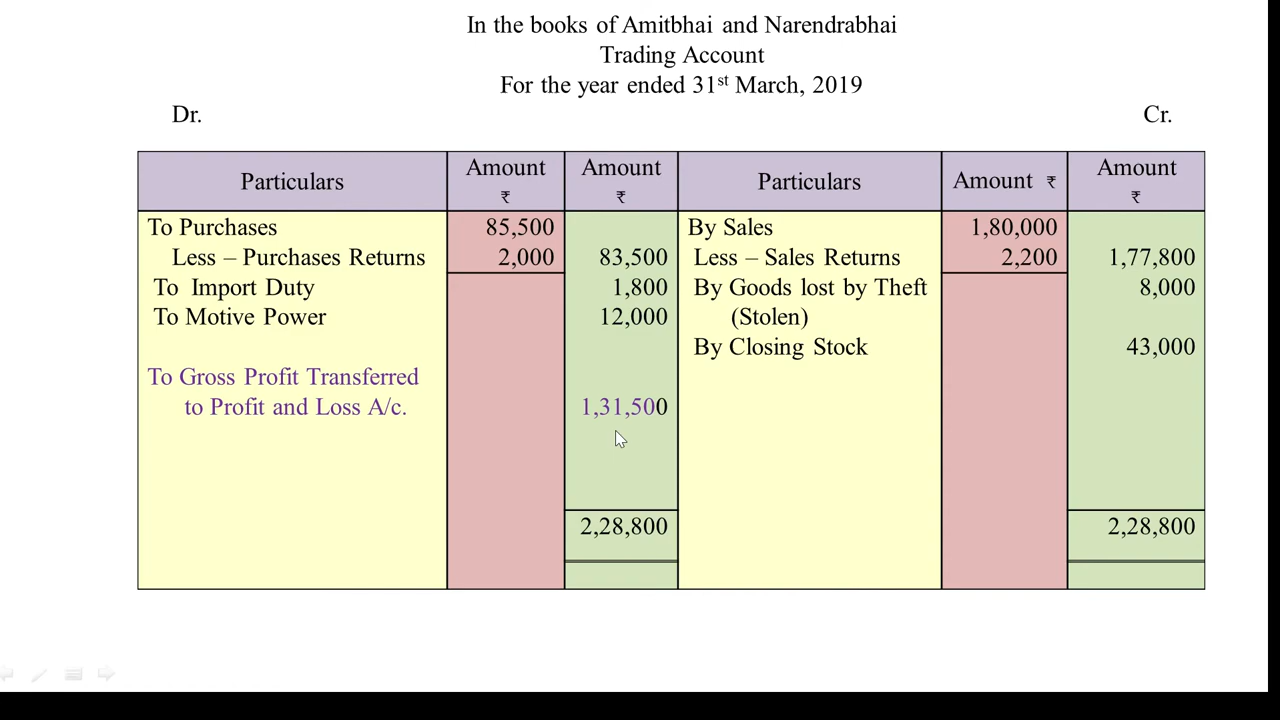 In the books of Amitbhai and Narendrabhai
Trading Account
For the year ended 31st March, 2019
Dr. Cr.
Particulars Amount ₹ Amount ₹ Particulars Amount ₹ Amount ₹
To Purchases 85,500 By Sales 1,80,000
Less – Purchases Returns 2,000 83,500 Less – Sales Returns 2,200 1,77,800
To Import Duty 1,800 By Goods lost by Theft 8,000
To Motive Power 12,000 (Stolen)
By Closing Stock 43,000
To Gross Profit Transferred
to Profit and Loss A/c. 1,31,500
2,28,800 2,28,800